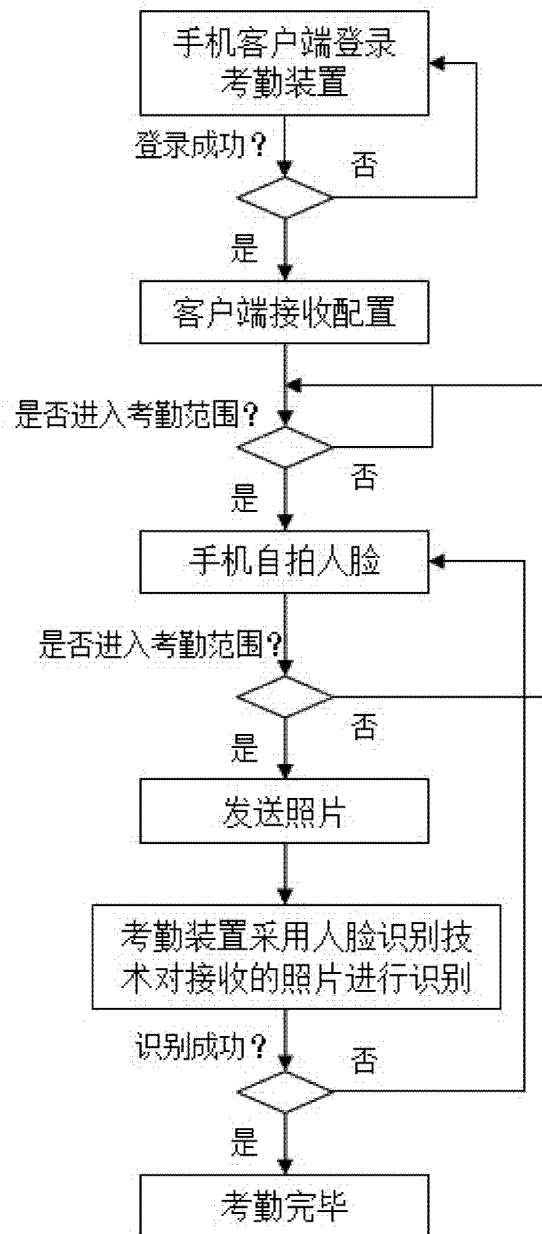 手机客户端登录
考勤装置
登录成功？
否
是
客户端接收配置
是否进入考勤范围？
否
是
手机自拍人脸
是否进入考勤范围？
否
是
发送照片
考勤装置采用人脸识别技
术对接收的照片进行识别
识别成功？
否
是
考勤完毕